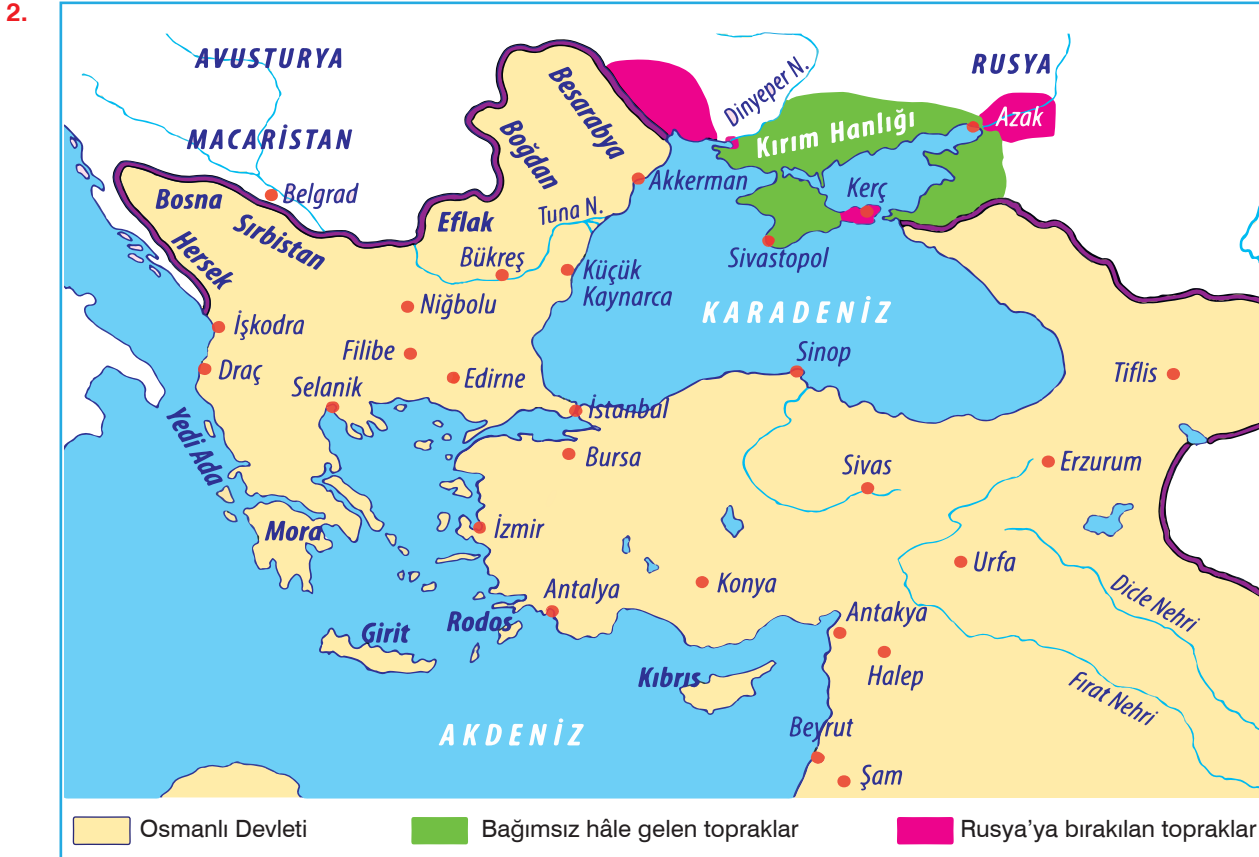 2.
AVUSTURYA
MACARİSTAN
Belgrad
Bosna
Sırbistan
Hersek
Besarabya
Boğdan
Eflak
Tuna N.
Bükreş
Akkerman
Küçük
Kaynarca
Niğbolu
Filibe
Edirne
İşkodra
Draç
Selanik
İstanbul
Bursa
Yedi Ada
Mora
İzmir
Dinyeper N.
RUSYA
Kırım Hanlığı
Azak
Kerç
Sivastopol
KARADENİZ
Sinop
Tiflis
Sivas
Erzurum
Konya
Urfa
Antalya
Rodos
Girit
Kıbrıs
Antakya
Halep
Dicle Nehri
Fırat Nehri
Beyrut
Şam
AKDENİZ
Osmanlı Devleti
Bağımsız hâle gelen topraklar
Rusya’ya bırakılan topraklar